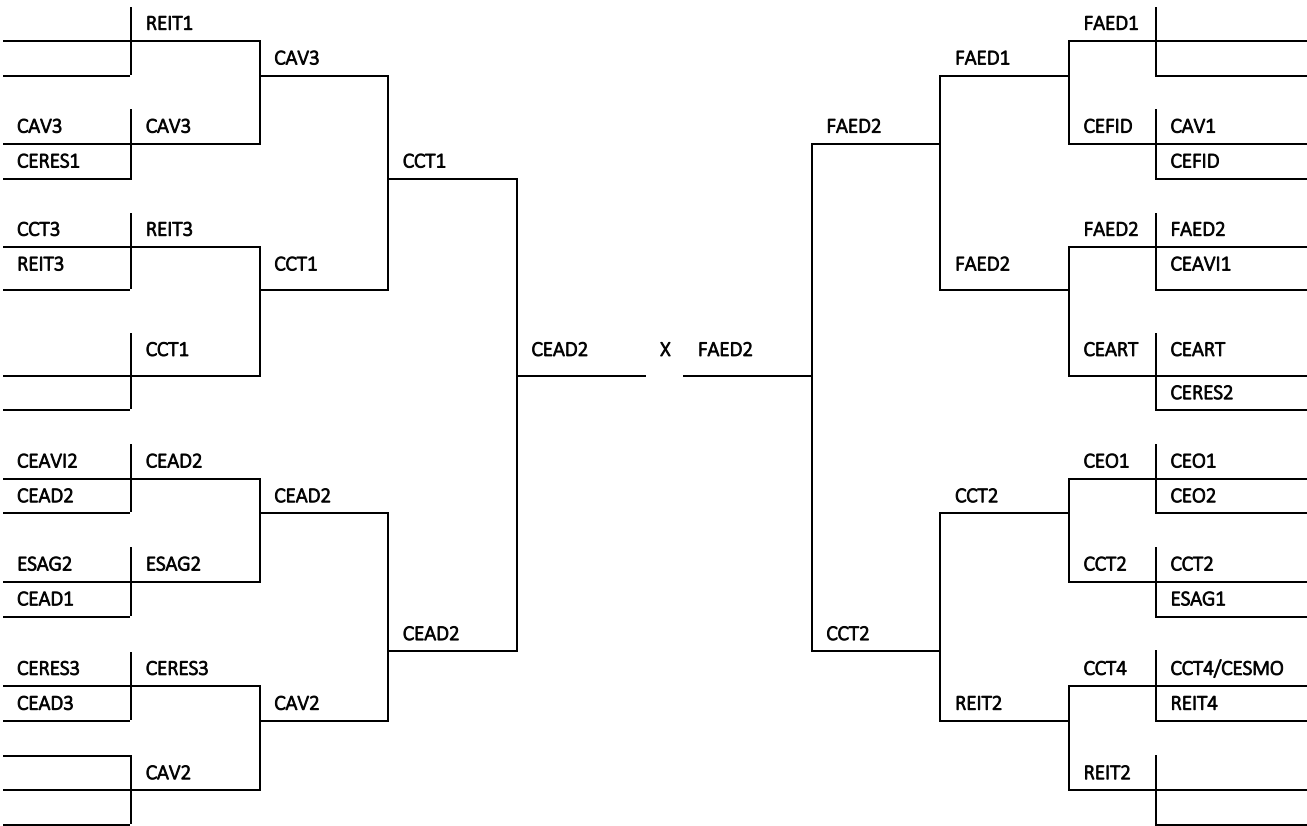 REIT1 FAED1
CAV3 FAED1
CAV3 CAV3 FAED2 CEFID CAV1
CERES1 CCT1 CEFID
CCT3 REIT3 FAED2 FAED2
REIT3 CCT1 FAED2 CEAVI1
CCT1 CEAD2 X FAED2 CEART CEART
CERES2
CEAVI2 CEAD2 CEO1 CEO1
CEAD2 CEAD2 CCT2 CEO2
ESAG2 ESAG2 CCT2 CCT2
CEAD1 ESAG1
CEAD2 CCT2
CERES3 CERES3 CCT4 CCT4/CESMO
CEAD3 CAV2 REIT2 REIT4
CAV2 REIT2